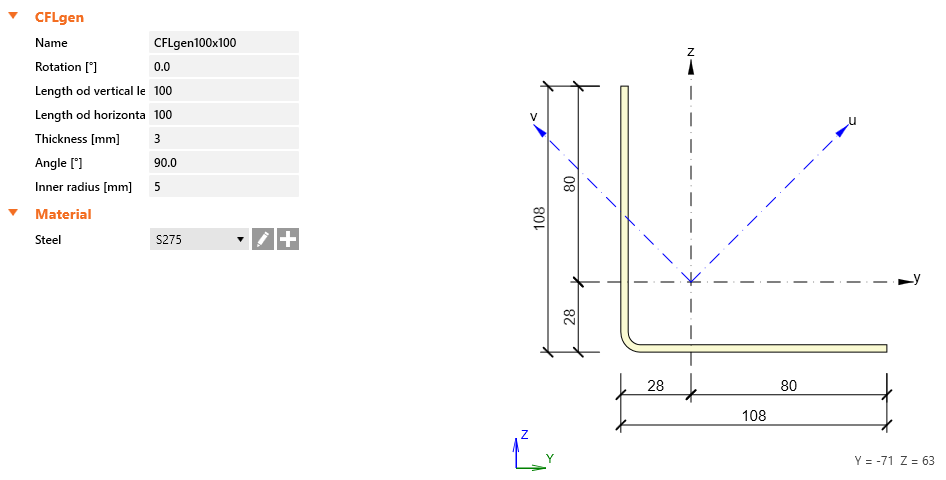 CFLgen
Name CFLgen100x100
Rotation [°] 0.0
Length od vertical le 100
Length od horizonta 100
Thickness [mm] 3
Angle [°] 90.0
Inner radius [mm] 5
Material
Steel S275
z
v
u
80
108
y
28
28 80
108
Z
Y
Y = -71 Z = 63